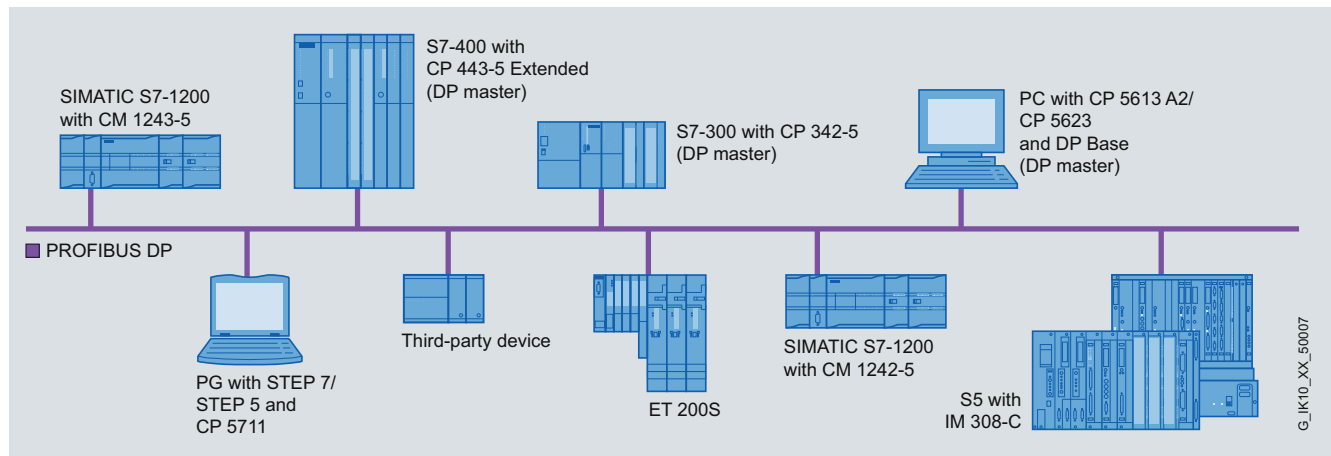 SIMATIC S7-1200
with CM 1243-5
S7-400 with
CP 443-5 Extended
(DP master)
S7-300 with CP 342-5
(DP master)
PC with CP 5613 A2/
CP 5623
and DP Base
(DP master)
PROFIBUS DP
PG with STEP 7/
STEP 5 and
CP 5711
Third-party device
ET 200S
SIMATIC S7-1200
with CM 1242-5
S5 with
IM 308-C
G_IK10_XX_50007